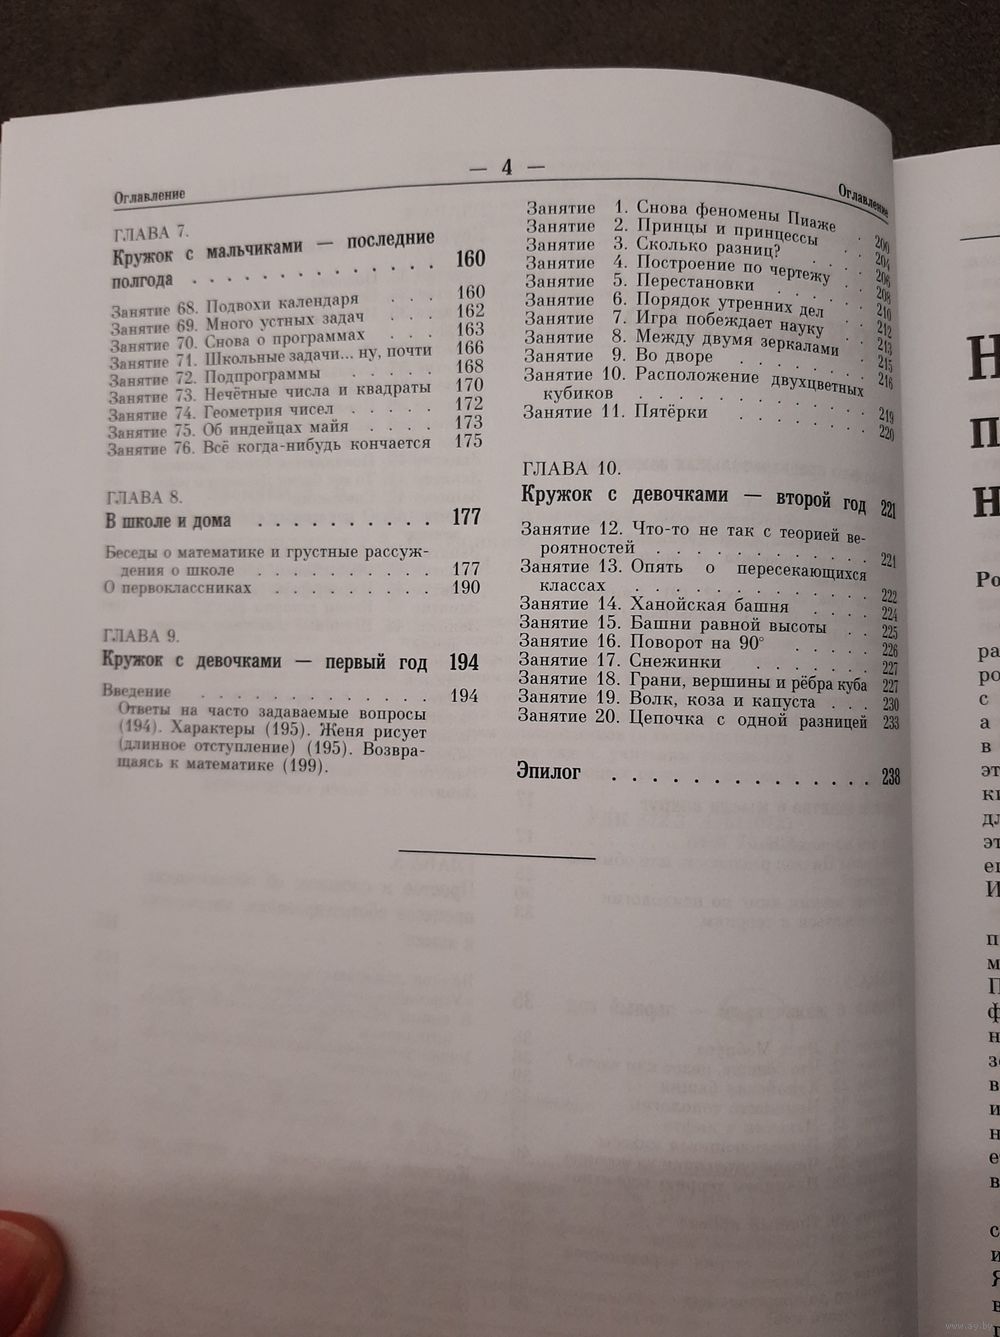 — 4 —
Оглавление
Оглавление
ГЛАВА 7.
Кружок с мальчиками — последние
полгода . . . . . . . . . . . . 160
Занятие 68. Подвохи календаря . . . 160
Занятие 69. Много устных задач . . . 162
Занятие 70. Снова о программах . . . 163
Занятие 71. Школьные задачи... ну, почти 166
Занятие 72. Подпрограммы . . . . . 168
Занятие 73. Нечётные числа и квадраты 170
Занятие 74. Геометрия чисел . . . . . 172
Занятие 75. Об индейцах майя . . . . 173
Занятие 76. Всё когда-нибудь кончается 175
ГЛАВА 8.
В школе и дома . . . . . . . . . . 177
Беседы о математике и грустные рассуж-
дения о школе . . . . . . . . . 177
О первоклассниках . . . . . . . . . 190
ГЛАВА 9.
Кружок с девочками — первый год 194
Введение . . . . . . . . . . . . 194
Ответы на часто задаваемые вопросы
(194). Характеры (195). Женя рисует
(длинное отступление) (195). Возвра-
щаясь к математике (199).
Занятие 1. Снова феномены Пиаже . 200
Занятие 2. Принцы и принцессы . . 204
Занятие 3. Сколько разниц? . . . . 206
Занятие 4. Построение по чертежу . . 208
Занятие 5. Перестановки . . . . . . 210
Занятие 6. Порядок утренних дел . . 212
Занятие 7. Игра побеждает науку . . 213
Занятие 8. Между двумя зеркалами . . 215
Занятие 9. Во дворе . . . . . . . 216
Занятие 10. Расположение двухцветных
кубиков . . . . . . . . . . . 219
Занятие 11. Пятёрки . . . . . . . 220
ГЛАВА 10.
Кружок с девочками — второй год 221
Занятие 12. Что-то не так с теорией ве-
роятностей . . . . . . . . . . 221
Занятие 13. Опять о пересекающихся
классах . . . . . . . . . . . 222
Занятие 14. Ханойская башня . . . . 224
Занятие 15. Башни равной высоты . . 225
Занятие 16. Поворот на 90° . . . . . 226
Занятие 17. Снежинки . . . . . . . 227
Занятие 18. Грани, вершины и рёбра куба 227
Занятие 19. Волк, коза и капуста . . . 230
Занятие 20. Цепочка с одной разницей 233
Эпилог . . . . . . . . . . . . 238
www.ay.by